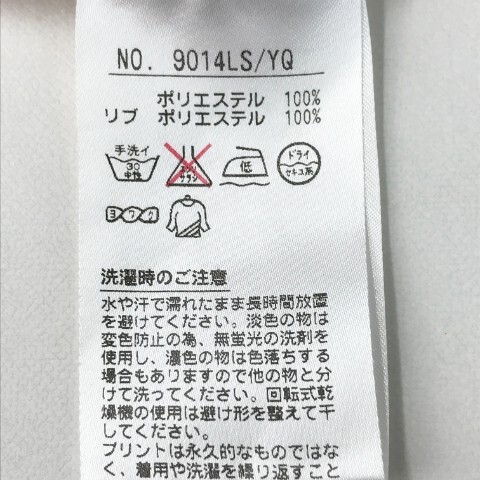 NO. 9014LS/YQ
ポリエステル 100%
リブ ポリエステル 100%
手洗イ 30 中性 エンソ サラシ 低 ドライ セキユ系
ヨワク
洗濯時のご注意
水や汗で濡れたまま長時間放置
を避けてください。淡色の物は
変色防止の為、無蛍光の洗剤を
使用し、濃色の物は色落ちする
場合もありますので他の物と分
けて洗ってください。回転式乾
燥機の使用は避け形を整えて干
してください。
プリントは永久的なものではな
く、着用や洗濯を繰り返すこと